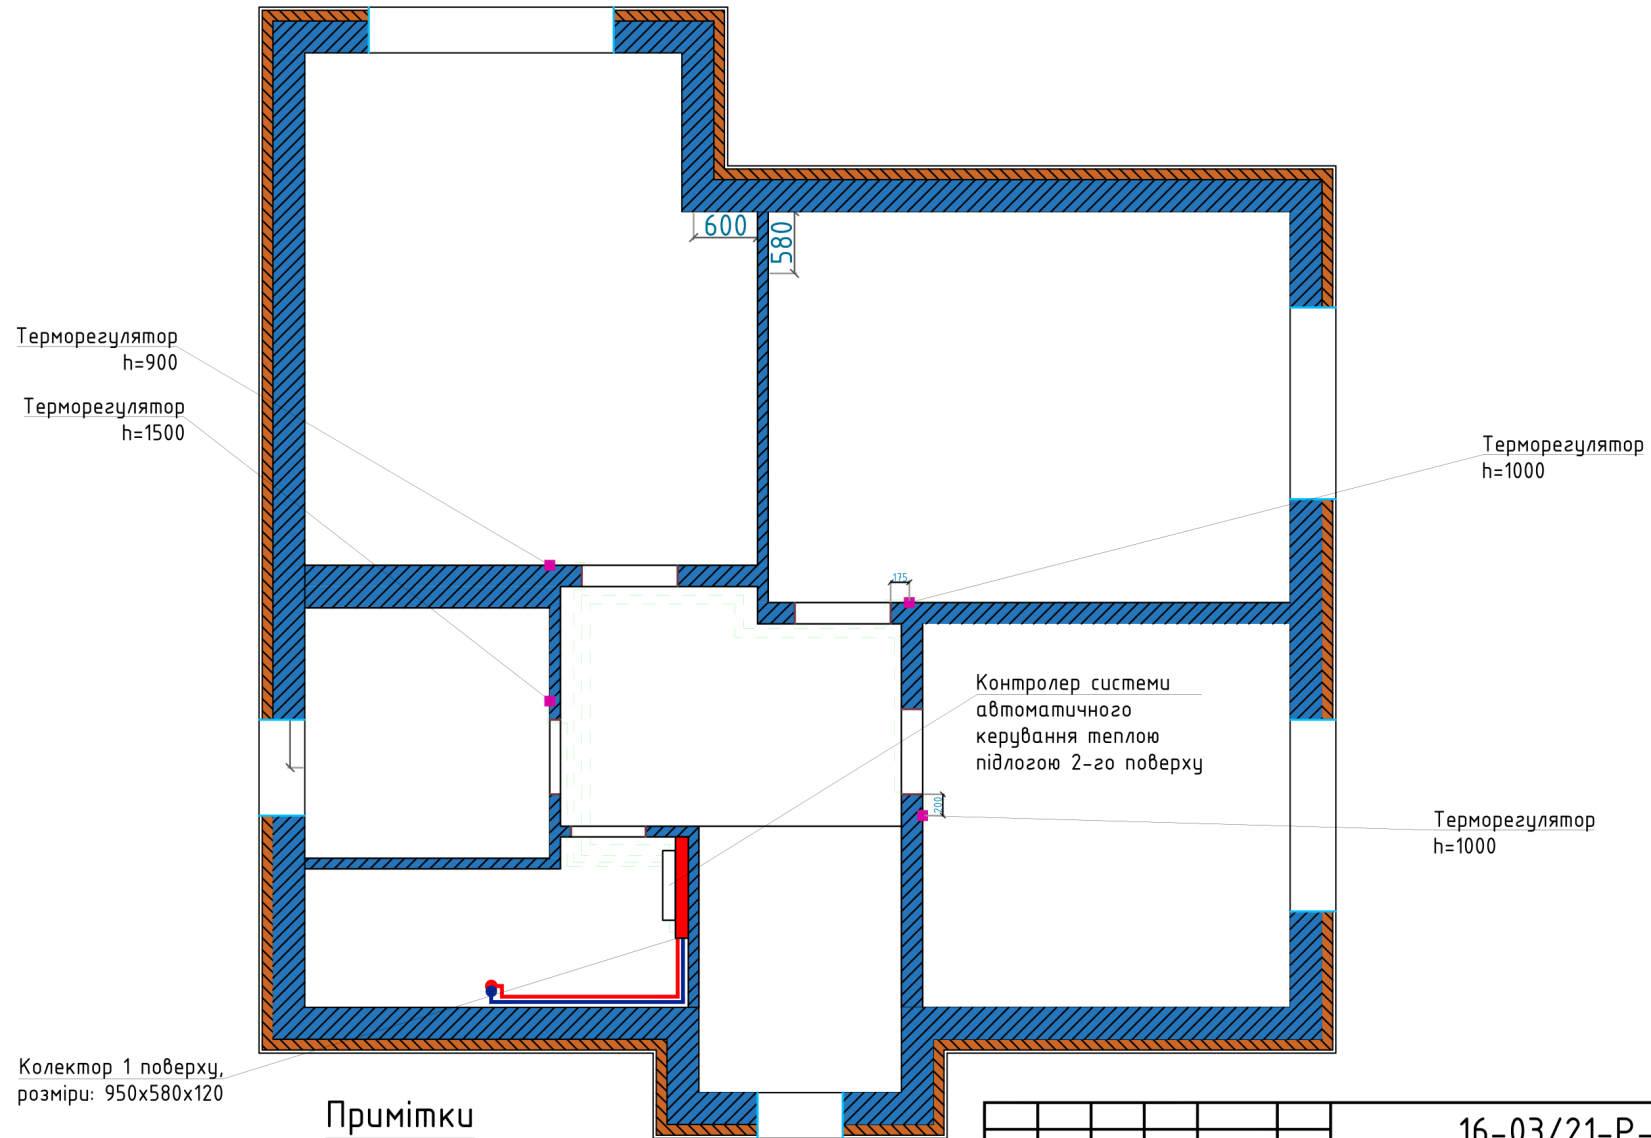 600
580
Терморегулятор
h=900
Терморегулятор
h=1500
Терморегулятор
h=1000
175
Контролер системи
автоматичного
керування теплою
підлогою 2-го поверху
200
Терморегулятор
h=1000
Колектор 1 поверху,
розміри: 950х580х120
Примітки
16-03/21-Р-